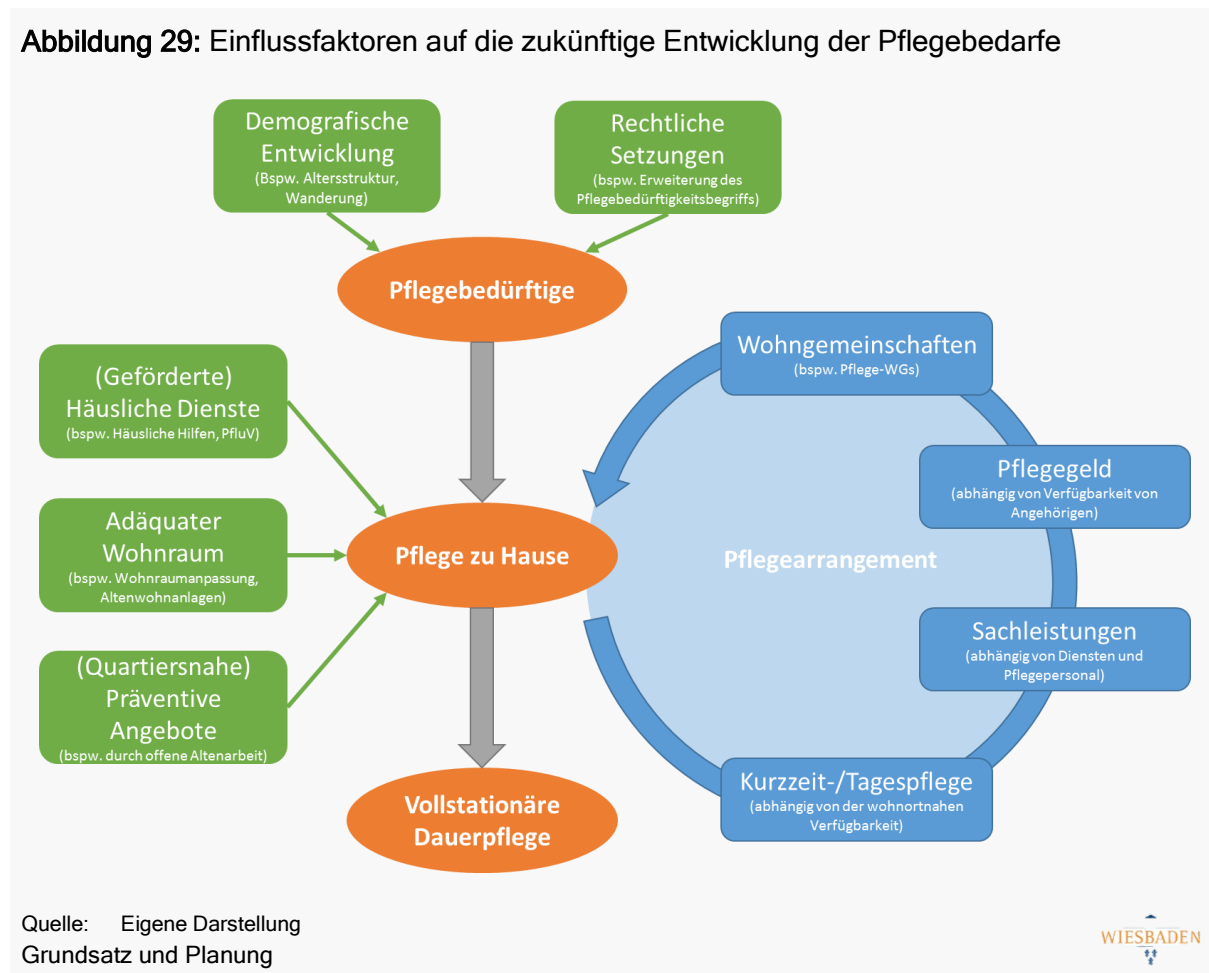 Abbildung 29: Einflussfaktoren auf die zukünftige Entwicklung der Pflegebedarfe
Demografische
Entwicklung
(Bspw. Altersstruktur,
Wanderung)
Rechtliche
Setzungen
(bspw. Erweiterung des
Pflegebedürftigkeitsbegriffs)
Pflegebedürftige
(Geförderte)
Häusliche Dienste
(bspw. Häusliche Hilfen, PfluV)
Adäquater
Wohnraum
(bspw. Wohnraumanpassung,
Altenwohnanlagen)
(Quartiersnahe)
Präventive
Angebote
(bspw. durch offene Altenarbeit)
Pflege zu Hause
Vollstationäre
Dauerpflege
Wohngemeinschaften
(bspw. Pflege-WGs)
Pflegegeld
(abhängig von Verfügbarkeit von
Angehörigen)
Pflegearrangement
Sachleistungen
(abhängig von Diensten und
Pflegepersonal)
Kurzzeit-/Tagespflege
(abhängig von der wohnortnahen
Verfügbarkeit)
Quelle: Eigene Darstellung
Grundsatz und Planung
WIESBADEN